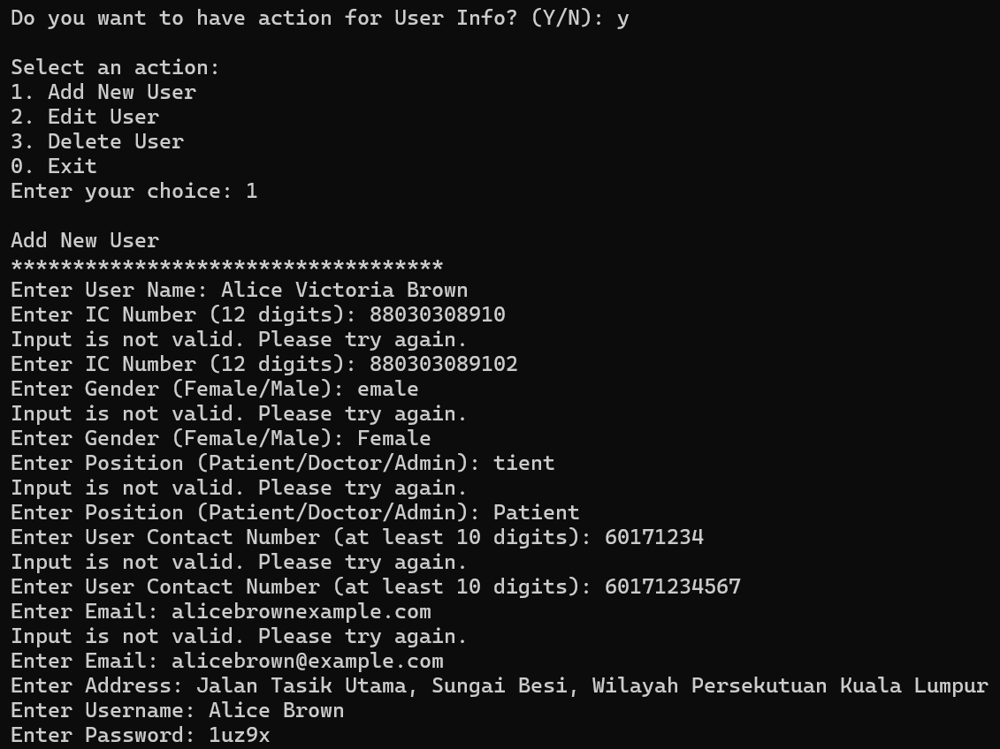 Do you want to have action for User Info? (Y/N): y
Select an action:
1. Add New User
2. Edit User
3. Delete User
0. Exit
Enter your choice: 1
Add New User
***********************************
Enter User Name: Alice Victoria Brown
Enter IC Number (12 digits): 88030308910
Input is not valid. Please try again.
Enter IC Number (12 digits): 880303089102
Enter Gender (Female/Male): emale
Input is not valid. Please try again.
Enter Gender (Female/Male): Female
Enter Position (Patient/Doctor/Admin): tient
Input is not valid. Please try again.
Enter Position (Patient/Doctor/Admin): Patient
Enter User Contact Number (at least 10 digits): 60171234
Input is not valid. Please try again.
Enter User Contact Number (at least 10 digits): 60171234567
Enter Email: alicebrownexample.com
Input is not valid. Please try again.
Enter Email: alicebrown@example.com
Enter Address: Jalan Tasik Utama, Sungai Besi, Wilayah Persekutuan Kuala Lumpur
Enter Username: Alice Brown
Enter Password: 1uz9x